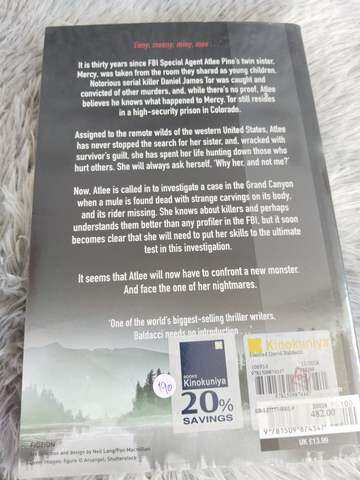 Eeny, meeny, miny, moe . . .
It is thirty years since FBI Special Agent Atlee Pine's twin sister,
Mercy, was taken from the room they shared as young children.
Notorious serial killer Daniel James Tor was caught and
convicted of other murders, and, while there's no proof, Atlee
believes he knows what happened to Mercy. Tor still resides
in a high-security prison in Colorado.
Assigned to the remote wilds of the western United States, Atlee
has never stopped the search for her sister, and, wracked with
survivor's guilt, she has spent her life hunting down those who
hurt others. She will always ask herself, 'Why her, and not me?'
Now, Atlee is called in to investigate a case in the Grand Canyon
when a mule is found dead with strange carvings on its body,
and its rider missing. She knows about killers and perhaps
understands them better than any profiler in the FBI, but it soon
becomes clear that she will need to put her skills to the ultimate
test in this investigation.
It seems that Atlee will now have to confront a new monster.
And face the one of her nightmares.
'One of the world's biggest-selling thriller writers,
Baldacci needs no introduction . . .'
Kinokuniya
David Baldacci
190
BOOKS
Kinokuniya
20%
SAVINGS
482.00
9781509874347
UK £13.99
FICTION